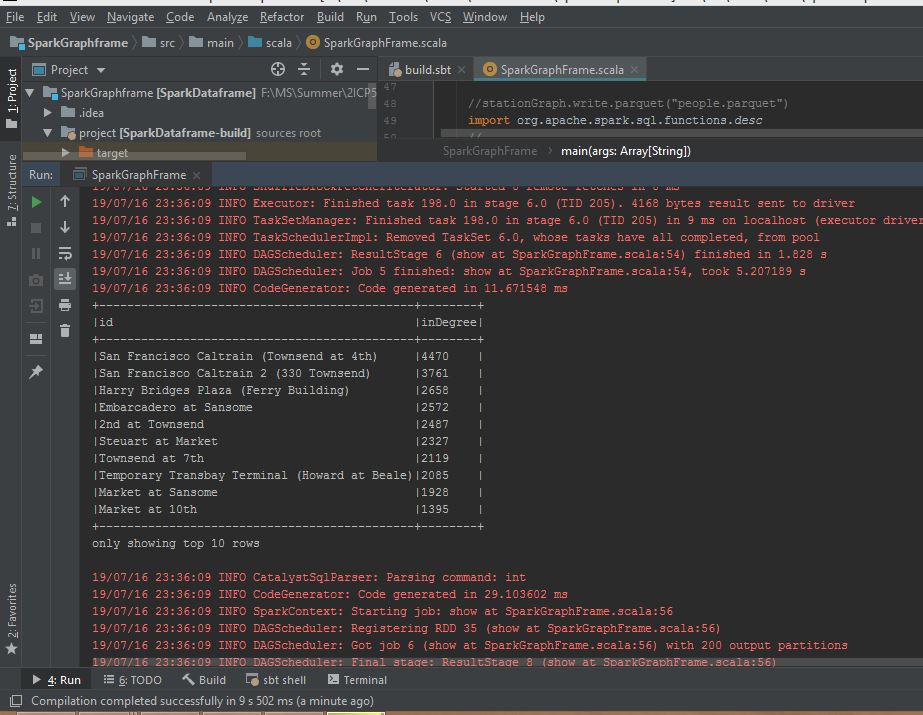 File Edit View Navigate Code Analyze Refactor Build Run Tools VCS Window Help
SparkGraphframe src main scala SparkGraphFrame.scala
Project build.sbt SparkGraphFrame.scala
1: Project
SparkGraphframe [SparkDataframe] F:\MS\Summer\2ICP5
.idea
project [SparkDataframe-build] sources root
target
47
48 //stationGraph.write.parquet("people.parquet")
49 import org.apache.spark.sql.functions.desc
50 //
SparkGraphFrame main(args: Array[String])
7: Structure
Run: SparkGraphFrame
19/07/16 23:36:09 INFO ShuffleBlockFetcherIterator: Started 0 remote fetches in 0 ms
19/07/16 23:36:09 INFO Executor: Finished task 198.0 in stage 6.0 (TID 205). 4168 bytes result sent to driver
19/07/16 23:36:09 INFO TaskSetManager: Finished task 198.0 in stage 6.0 (TID 205) in 9 ms on localhost (executor driver
19/07/16 23:36:09 INFO TaskSchedulerImpl: Removed TaskSet 6.0, whose tasks have all completed, from pool
19/07/16 23:36:09 INFO DAGScheduler: ResultStage 6 (show at SparkGraphFrame.scala:54) finished in 1.828 s
19/07/16 23:36:09 INFO DAGScheduler: Job 5 finished: show at SparkGraphFrame.scala:54, took 5.207189 s
19/07/16 23:36:09 INFO CodeGenerator: Code generated in 11.671548 ms
+---------------------------------------------+--------+
|id |inDegree|
+---------------------------------------------+--------+
|San Francisco Caltrain (Townsend at 4th) |4470 |
|San Francisco Caltrain 2 (330 Townsend) |3761 |
|Harry Bridges Plaza (Ferry Building) |2658 |
|Embarcadero at Sansome |2572 |
|2nd at Townsend |2487 |
|Steuart at Market |2327 |
|Townsend at 7th |2119 |
|Temporary Transbay Terminal (Howard at Beale)|2085 |
|Market at Sansome |1928 |
|Market at 10th |1395 |
+---------------------------------------------+--------+
only showing top 10 rows
19/07/16 23:36:09 INFO CatalystSqlParser: Parsing command: int
19/07/16 23:36:09 INFO CodeGenerator: Code generated in 29.103602 ms
19/07/16 23:36:09 INFO SparkContext: Starting job: show at SparkGraphFrame.scala:56
19/07/16 23:36:09 INFO DAGScheduler: Registering RDD 35 (show at SparkGraphFrame.scala:56)
19/07/16 23:36:09 INFO DAGScheduler: Got job 6 (show at SparkGraphFrame.scala:56) with 200 output partitions
19/07/16 23:36:09 INFO DAGScheduler: Final stage: ResultStage 8 (show at SparkGraphFrame.scala:56)
2: Favorites
4: Run 6: TODO Build sbt shell Terminal
Compilation completed successfully in 9 s 502 ms (a minute ago)